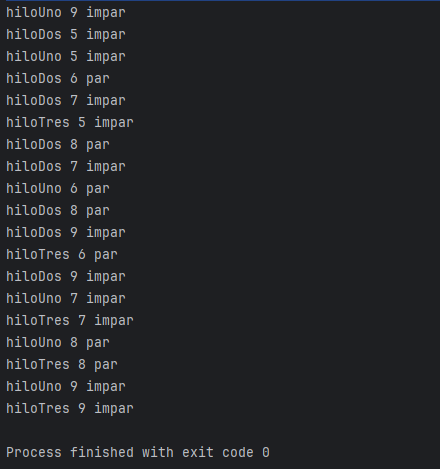 hiloUno 9 impar
hiloDos 5 impar
hiloUno 5 impar
hiloDos 6 par
hiloDos 7 impar
hiloTres 5 impar
hiloDos 8 par
hiloDos 7 impar
hiloUno 6 par
hiloDos 8 par
hiloDos 9 impar
hiloTres 6 par
hiloDos 9 impar
hiloUno 7 impar
hiloTres 7 impar
hiloUno 8 par
hiloTres 8 par
hiloUno 9 impar
hiloTres 9 impar
Process finished with exit code 0